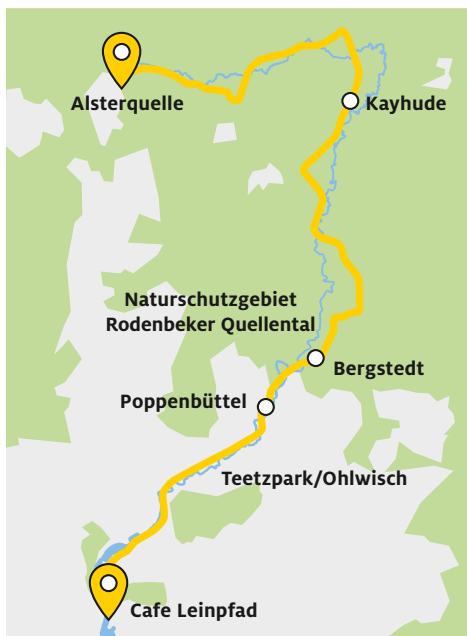 Alsterquelle
Kayhude
Naturschutzgebiet
Rodenbeker Quellental
Bergstedt
Poppenbüttel
Teetzpark/Ohlwisch
Cafe Leinpfad